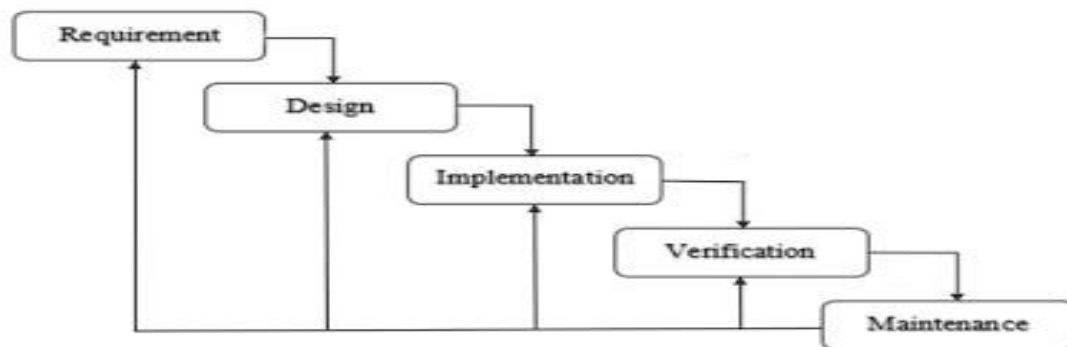 Requirement
Design
Implementation
Verification
Maintenance